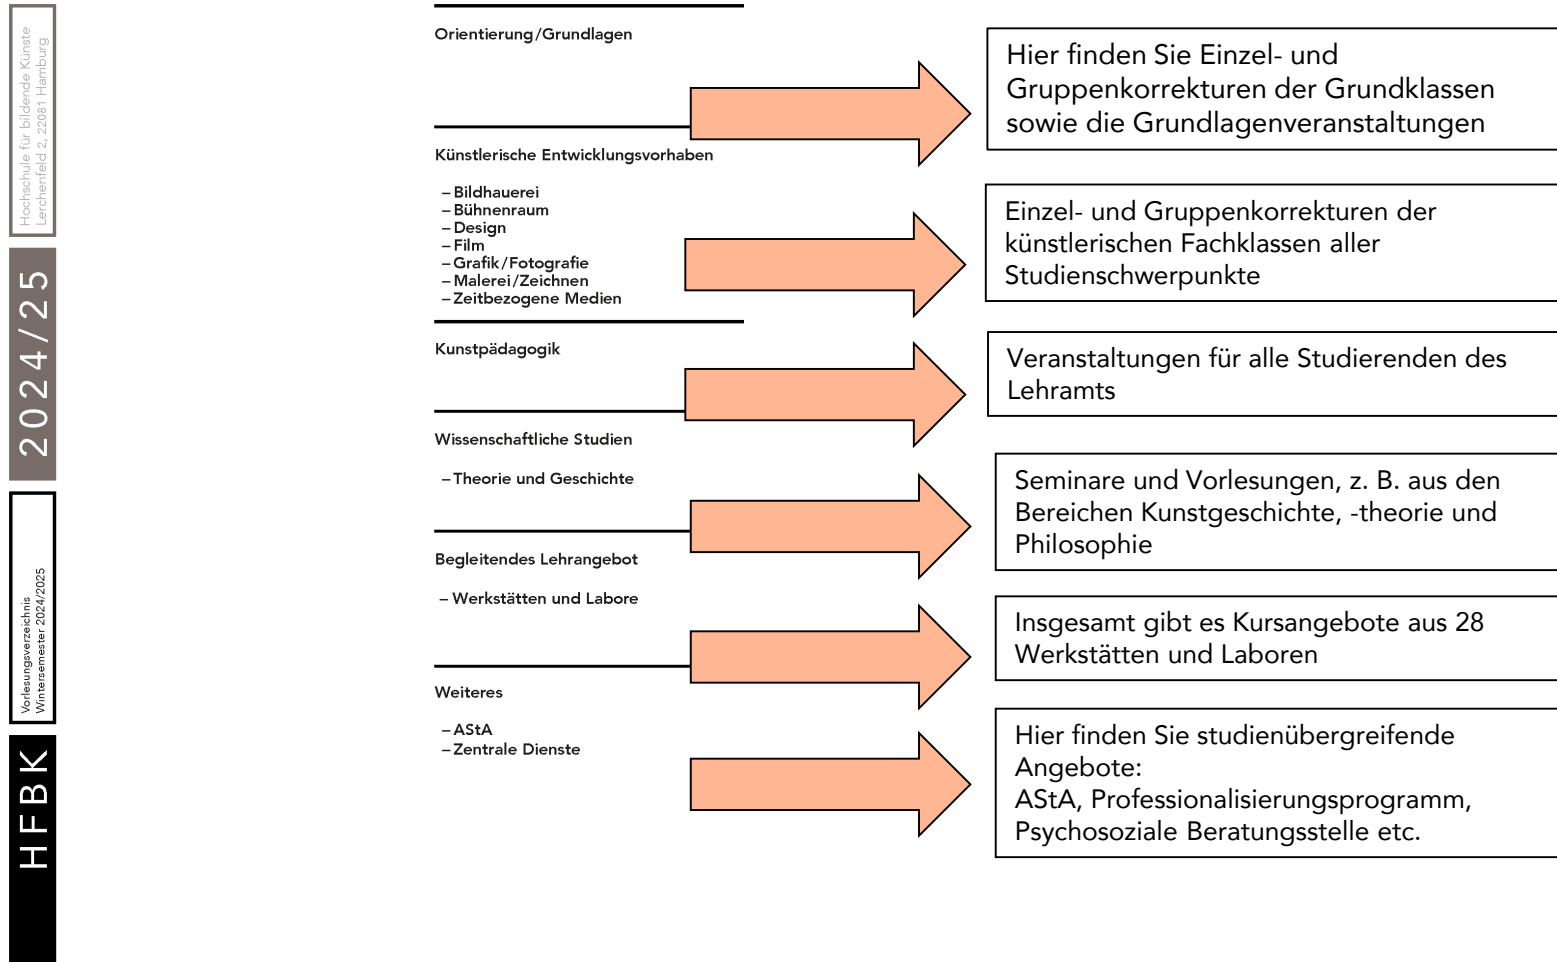 Hochschule für bildende Künste
Lerchenfeld 2, 22081 Hamburg
2024/25
Vorlesungsverzeichnis
Wintersemester 2024/2025
HFBK
Orientierung/Grundlagen
Hier finden Sie Einzel- und
Gruppenkorrekturen der Grundklassen
sowie die Grundlagenveranstaltungen
Künstlerische Entwicklungsvorhaben
– Bildhauerei
– Bühnenraum
– Design
– Film
– Grafik/Fotografie
– Malerei/Zeichnen
– Zeitbezogene Medien
Einzel- und Gruppenkorrekturen der
künstlerischen Fachklassen aller
Studienschwerpunkte
Kunstpädagogik
Veranstaltungen für alle Studierenden des
Lehramts
Wissenschaftliche Studien
– Theorie und Geschichte
Seminare und Vorlesungen, z. B. aus den
Bereichen Kunstgeschichte, -theorie und
Philosophie
Begleitendes Lehrangebot
– Werkstätten und Labore
Insgesamt gibt es Kursangebote aus 28
Werkstätten und Laboren
Weiteres
– AStA
– Zentrale Dienste
Hier finden Sie studienübergreifende
Angebote:
AStA, Professionalisierungsprogramm,
Psychosoziale Beratungsstelle etc.